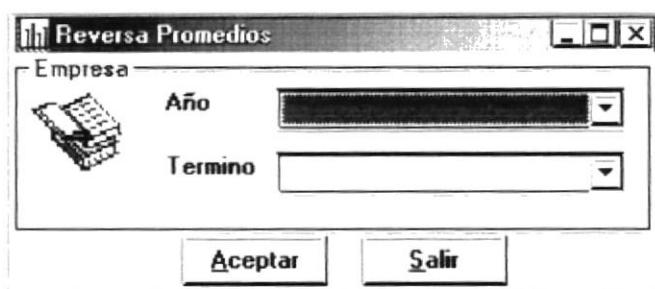 Reversa Promedios
Empresa
Año
Termino
Aceptar
Salir